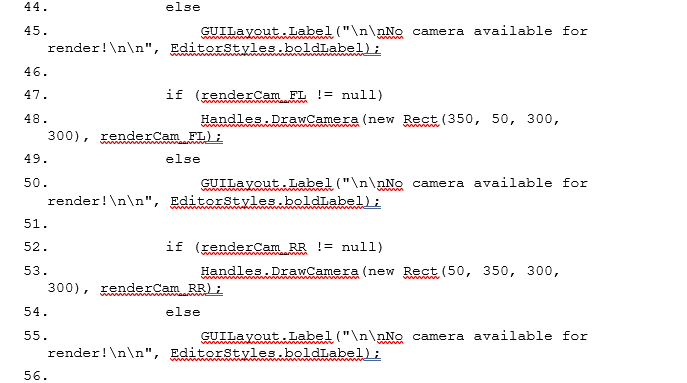 44. else
45. GUILayout.Label("\n\nNo camera available for
render!\n\n", EditorStyles.boldLabel);
46.
47. if (renderCam_FL != null)
48. Handles.DrawCamera(new Rect(350, 50, 300,
300), renderCam_FL);
49. else
50. GUILayout.Label("\n\nNo camera available for
render!\n\n", EditorStyles.boldLabel);
51.
52. if (renderCam_RR != null)
53. Handles.DrawCamera(new Rect(50, 350, 300,
300), renderCam_RR);
54. else
55. GUILayout.Label("\n\nNo camera available for
render!\n\n", EditorStyles.boldLabel);
56.